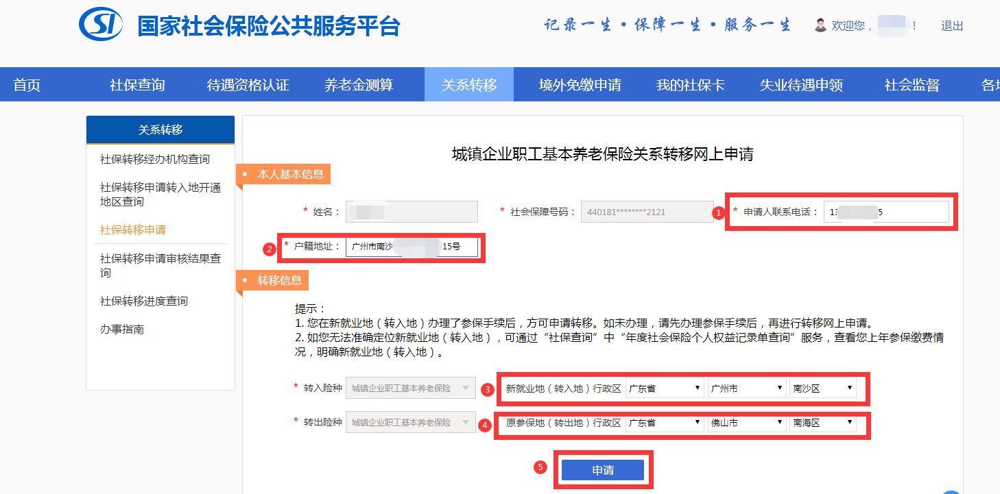 SI 国家社会保险公共服务平台
记录一生·保障一生·服务一生
欢迎您， ! 退出
首页 社保查询 待遇资格认证 养老金测算 关系转移 境外免缴申请 我的社保卡 失业待遇申领 社会监督 各
关系转移
社保转移经办机构查询
社保转移申请转入地开通
地区查询
社保转移申请
社保转移申请审核结果查
询
社保转移进度查询
办事指南
城镇企业职工基本养老保险关系转移网上申请
本人基本信息
* 姓名：
* 社会保障号码： 440181********2121
1 * 申请人联系电话： 13 5
2 * 户籍地址： 广州市南沙 15号
转移信息
提示：
1. 您在新就业地（转入地）办理了参保手续后，方可申请转移。如未办理，请先办理参保手续后，再进行转移网上申请。
2. 如您无法准确定位新就业地（转入地），可通过“社保查询”中“年度社会保险个人权益记录单查询”服务，查看您上年参保缴费情
况，明确新就业地（转入地）。
* 转入险种 城镇企业职工基本养老保险 3 新就业地（转入地）行政区 广东省 广州市 南沙区
* 转出险种 城镇企业职工基本养老保险 4 原参保地（转出地）行政区 广东省 佛山市 南海区
5 申请